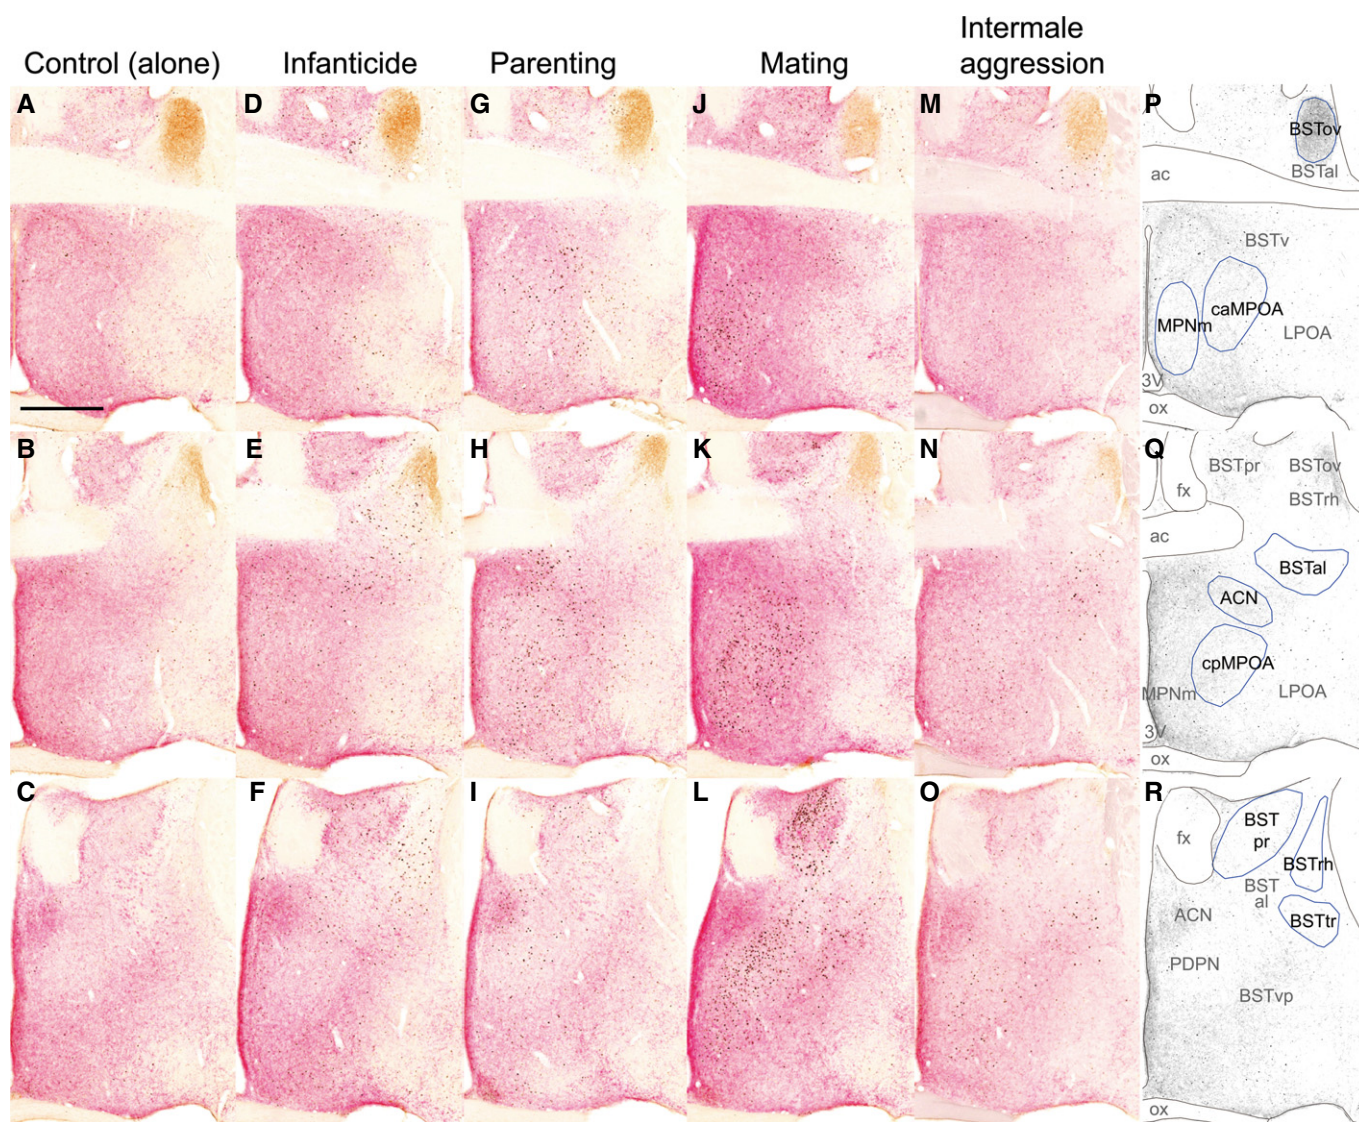 Control (alone)
Infanticide
Parenting
Mating
Intermale
aggression
A
D
G
J
M
P
BSTov
BSTal
ac
BSTv
caMPOA
MPNm
LPOA
3V
ox
B
E
H
K
N
Q
BSTpr
BSTov
fx
BSTrh
ac
BSTal
ACN
cpMPOA
MPNm
LPOA
3V
ox
C
F
I
L
O
R
BST
pr
fx
BSTrh
BST
al
ACN
BSTtr
PDPN
BSTvp
ox